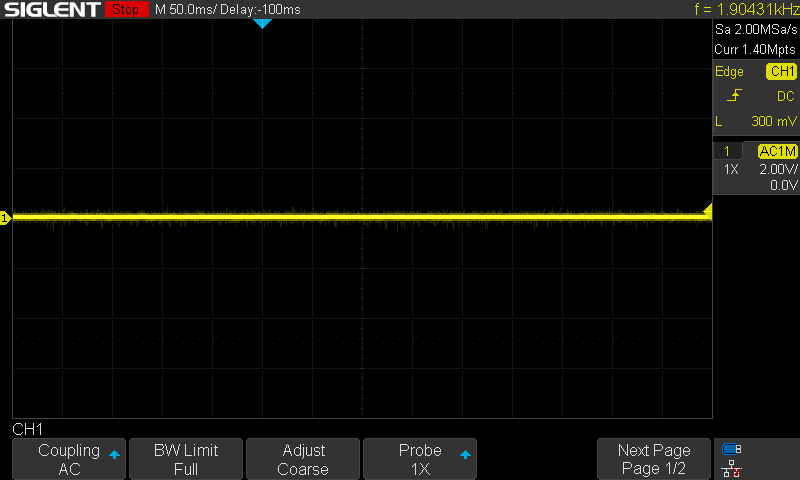 SIGLENT Stop M 50.0ms/ Delay:-100ms f = 1.90431kHz
Sa 2.00MSa/s
Curr 1.40Mpts
Edge CH1
DC
L 300 mV
1 AC1M
1X 2.00V/
0.0V
1
CH1
Coupling BW Limit Adjust Probe Next Page
AC Full Coarse 1X Page 1/2